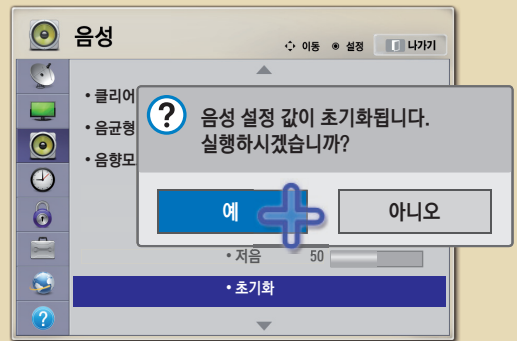 음성
이동 설정 나가기
• 클리어
• 음균형
• 음향모
? 음성 설정 값이 초기화됩니다.
실행하시겠습니까?
예 아니오
• 저음 50
• 초기화
?